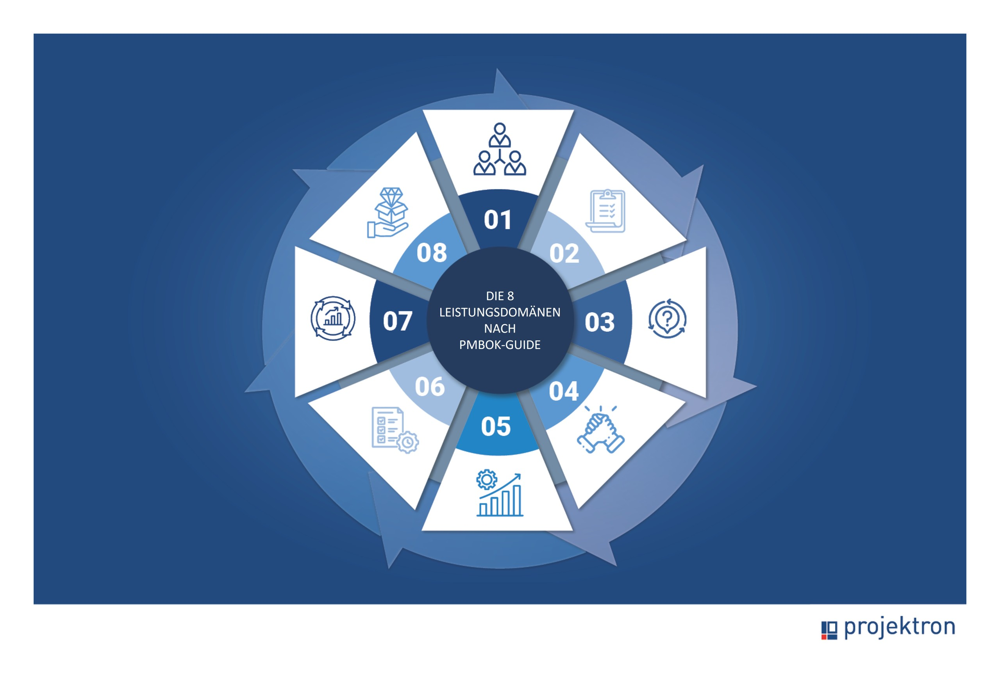 01
02
03
04
05
06
07
08
DIE 8
LEISTUNGSDOMÄNEN
NACH
PMBOK-GUIDE
projektron